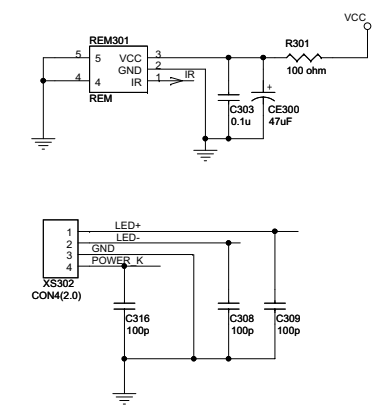 VCC
REM301
R301
5 5 VCC 3
GND 2
4 4 IR 1 IR
100 ohm
REM
C303 CE300
0.1u 47uF
+
LED+
1
LED-
2
GND
3
POWER_K
4
XS302
CON4(2.0)
C316 C308 C309
100p 100p 100p